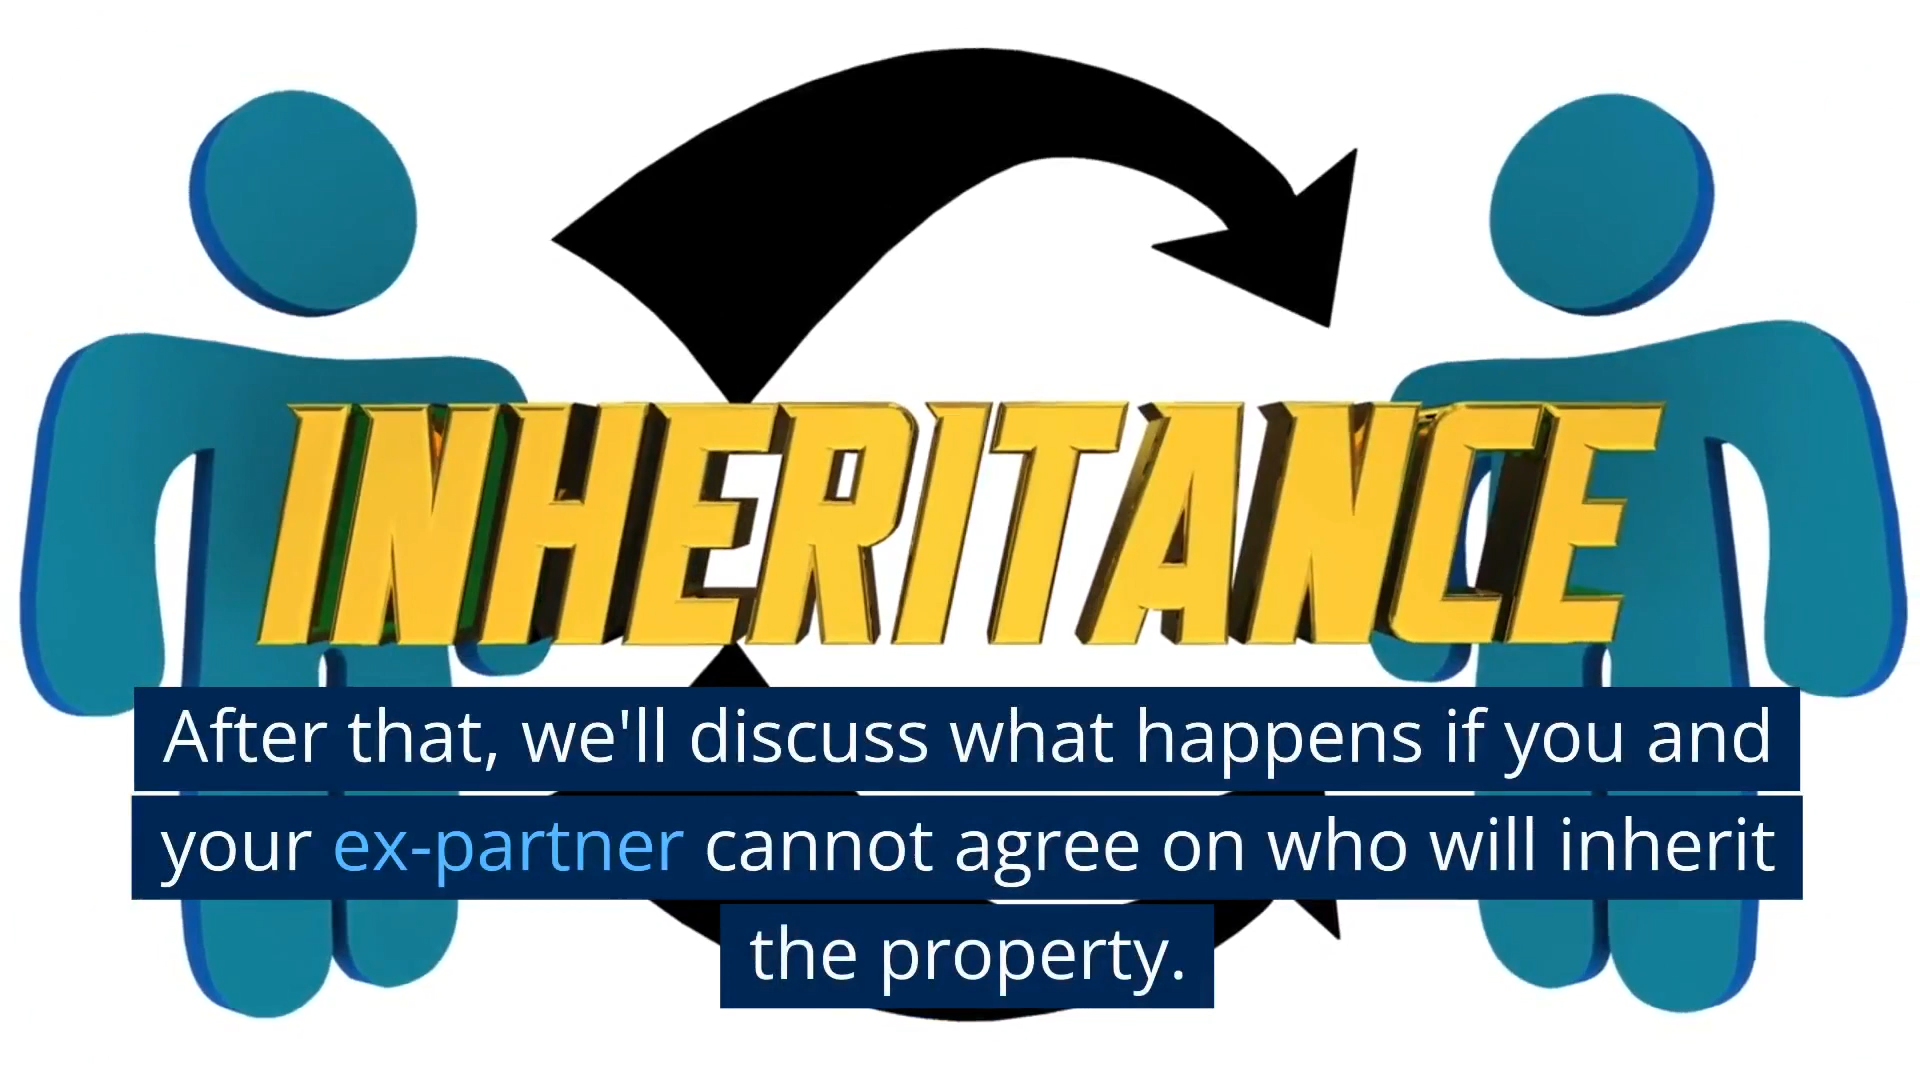 INHERITANCE
After that, we'll discuss what happens if you and
your ex-partner cannot agree on who will inherit
the property.